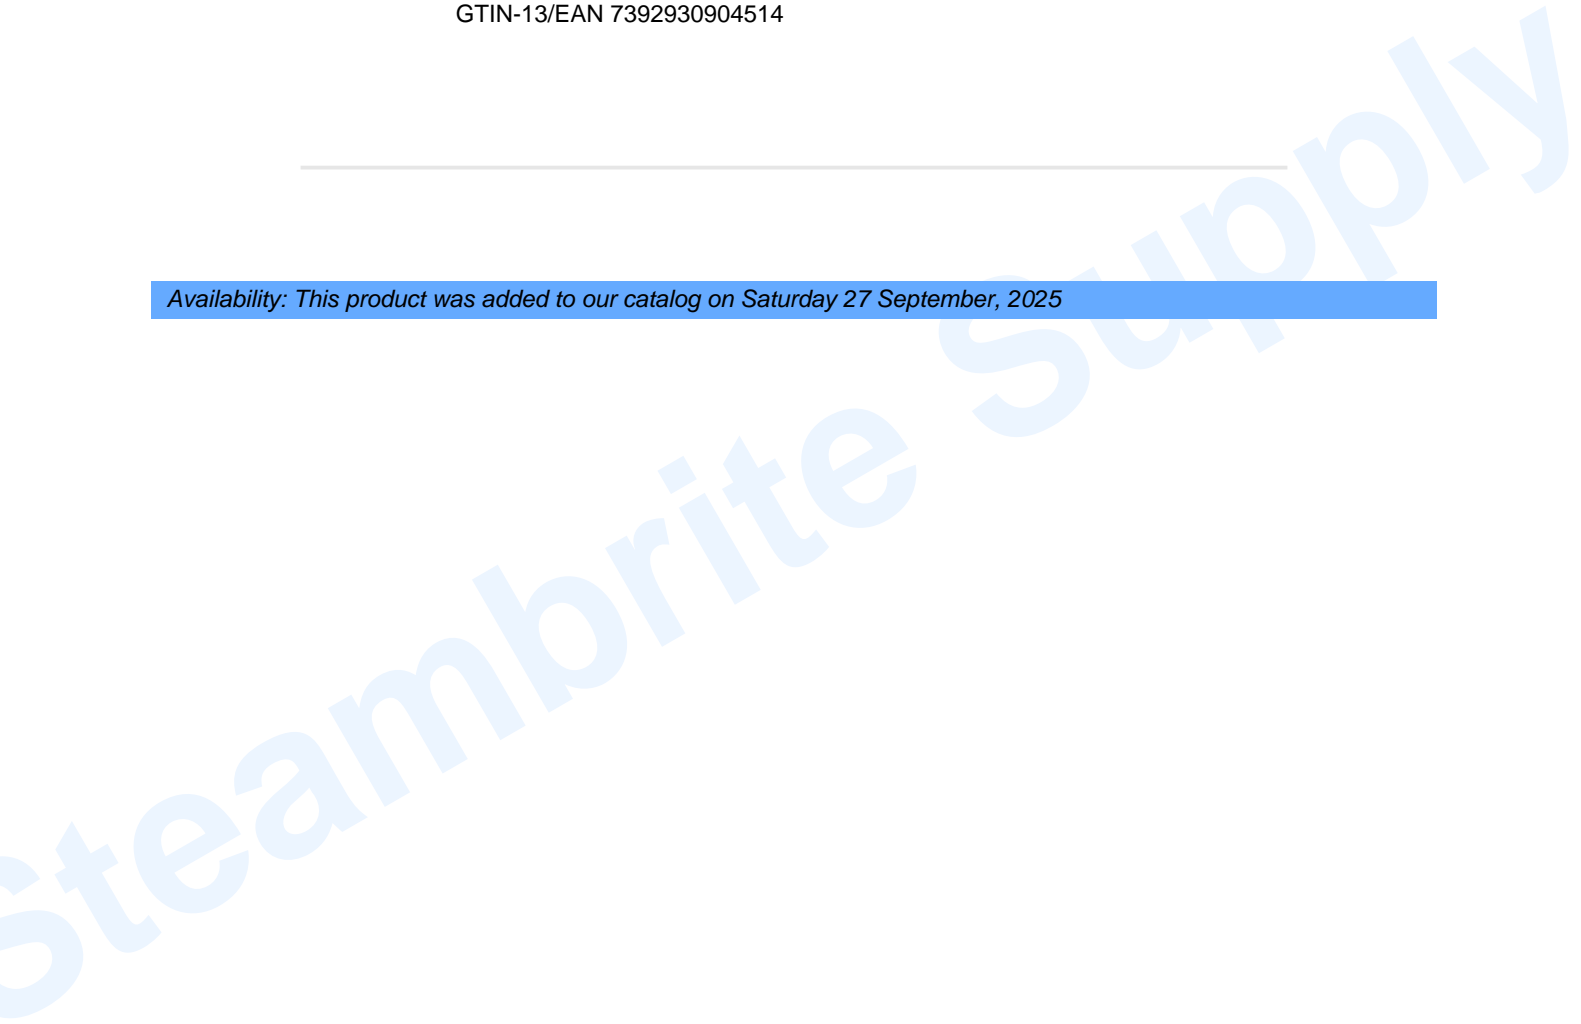 GTIN-13/EAN 7392930904514
Availability: This product was added to our catalog on Saturday 27 September, 2025
Steambrite Supply